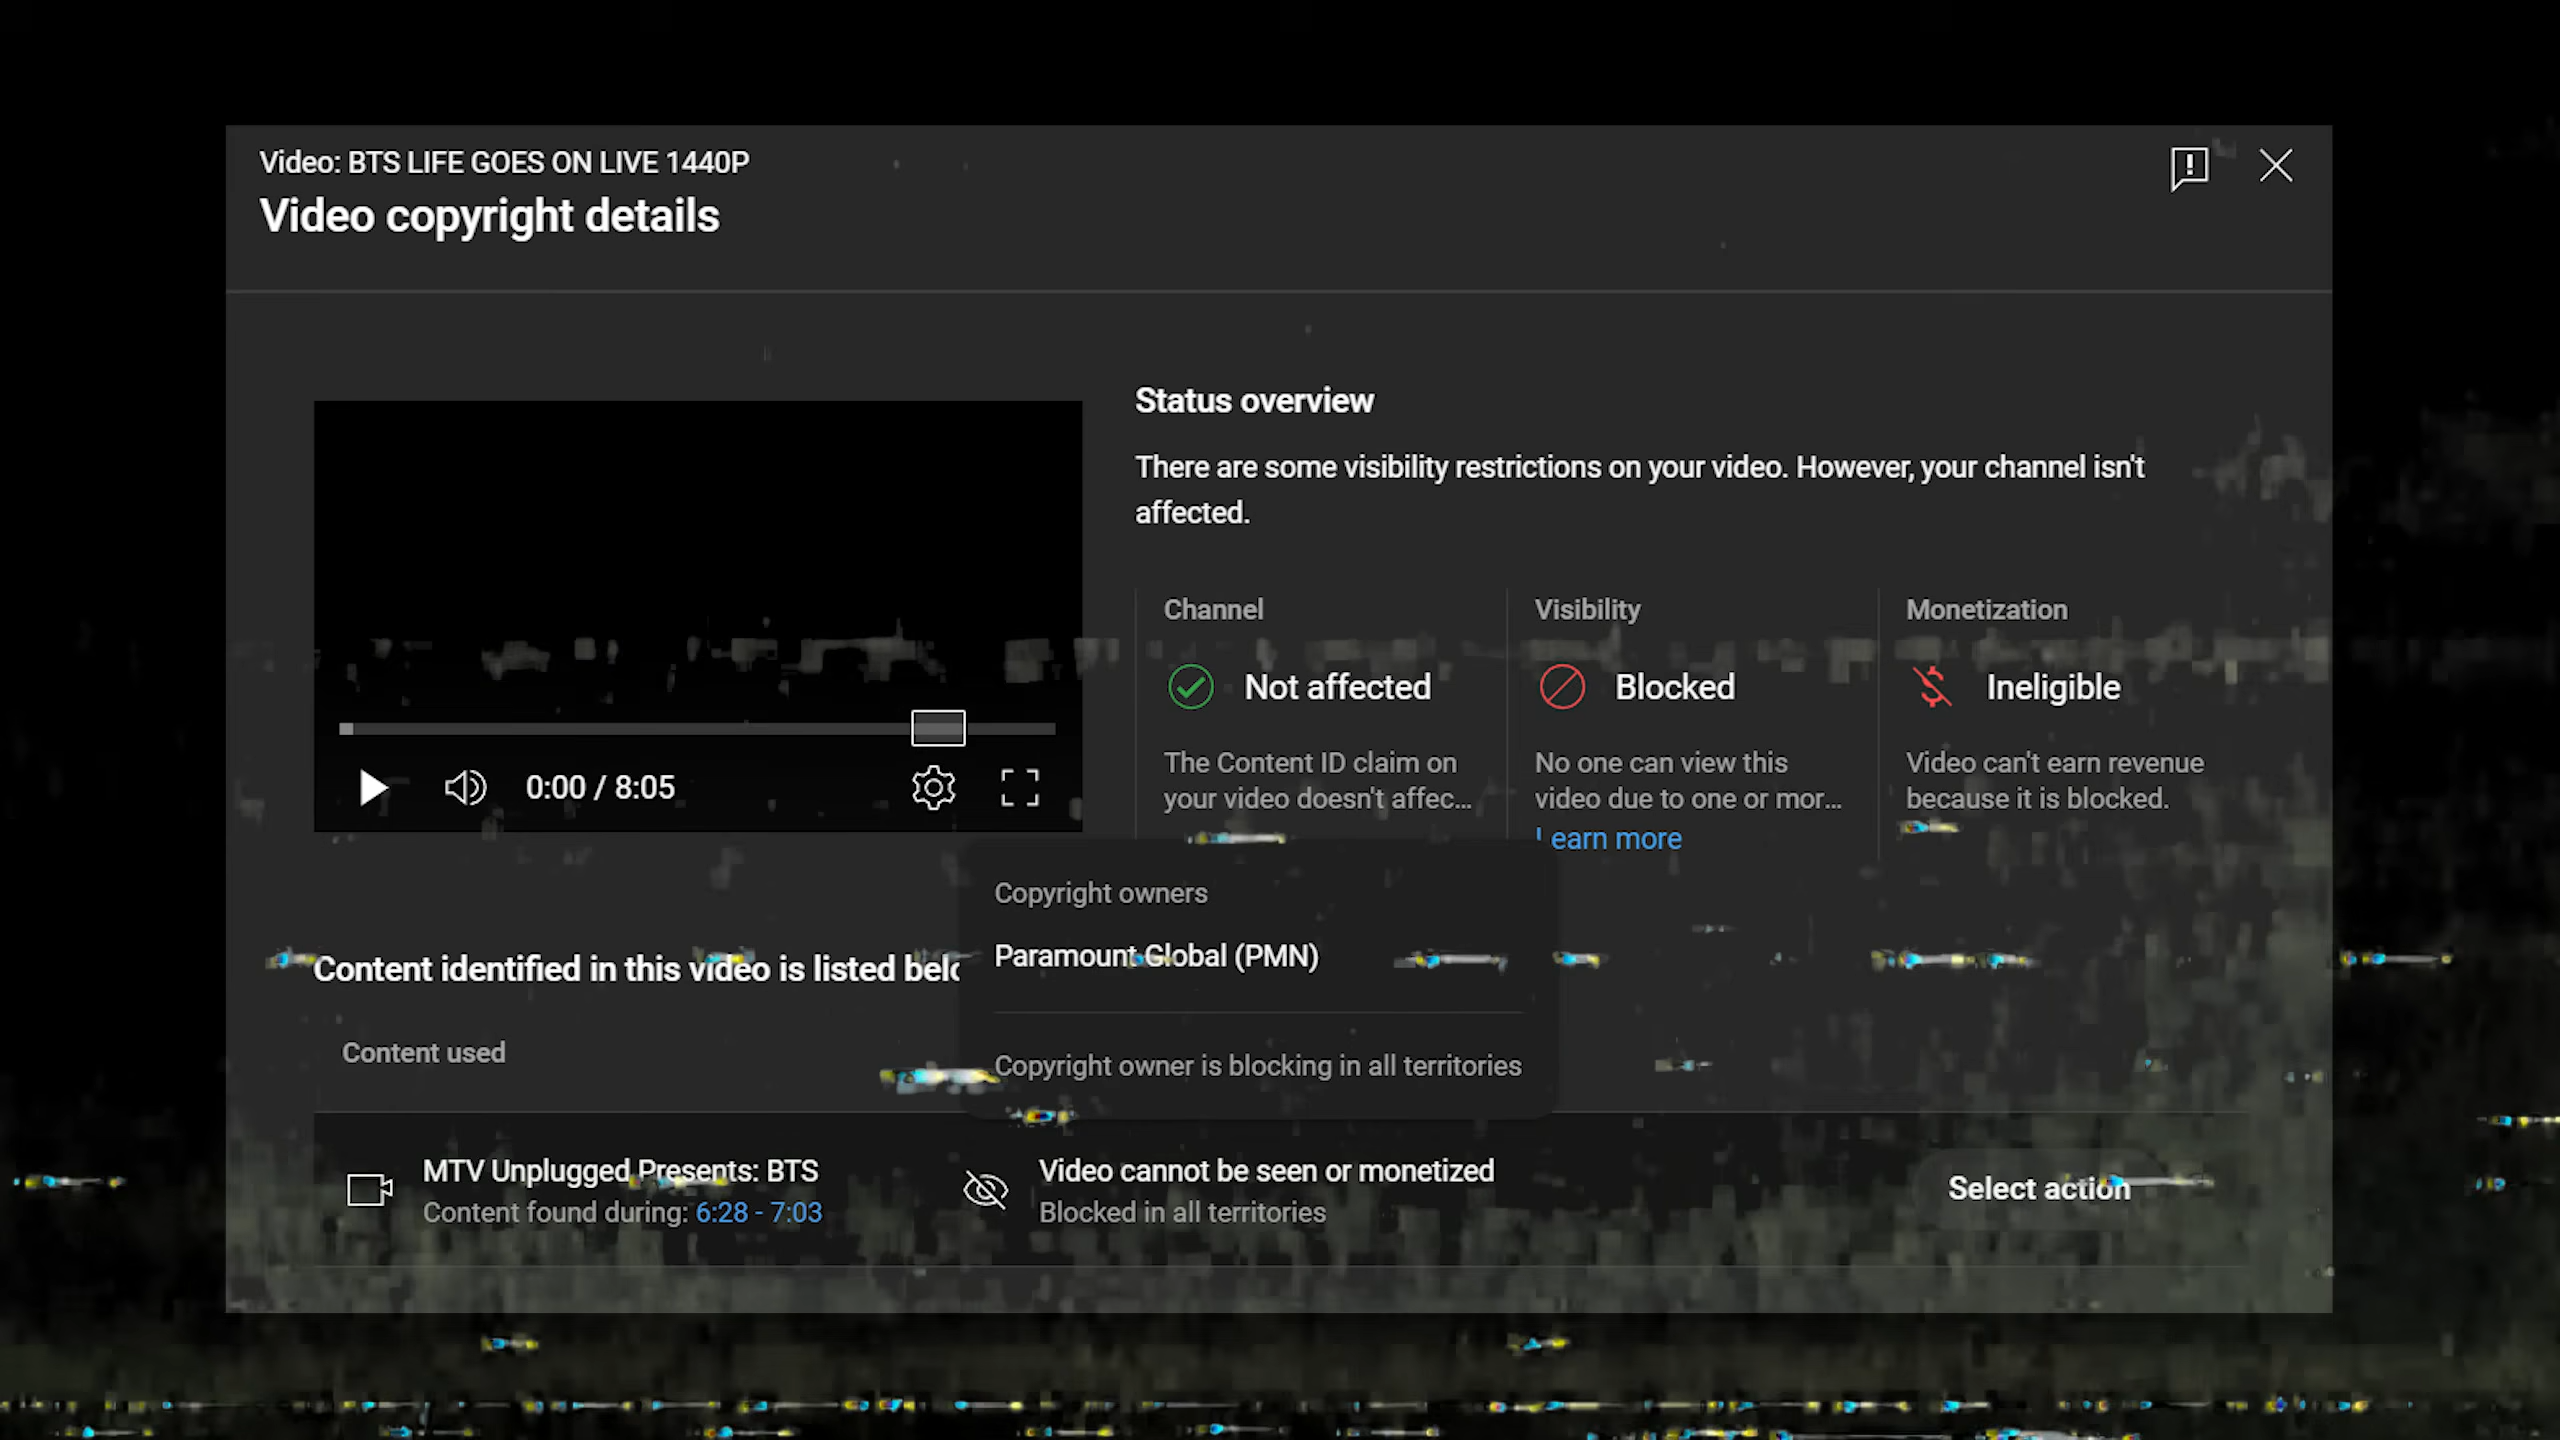 Video: BTS LIFE GOES ON LIVE 1440P
Video copyright details
Status overview
There are some visibility restrictions on your video. However, your channel isn't
affected.
Channel
Not affected
The Content ID claim on
your video doesn't affec...
Visibility
Blocked
No one can view this
video due to one or mor...
Learn more
Monetization
Ineligible
Video can't earn revenue
because it is blocked.
0:00 / 8:05
Copyright owners
Paramount Global (PMN)
Copyright owner is blocking in all territories
Content identified in this video is listed
Content used
MTV Unplugged Presents: BTS
Content found during: 6:28 - 7:03
Video cannot be seen or monetized
Blocked in all territories
Select action